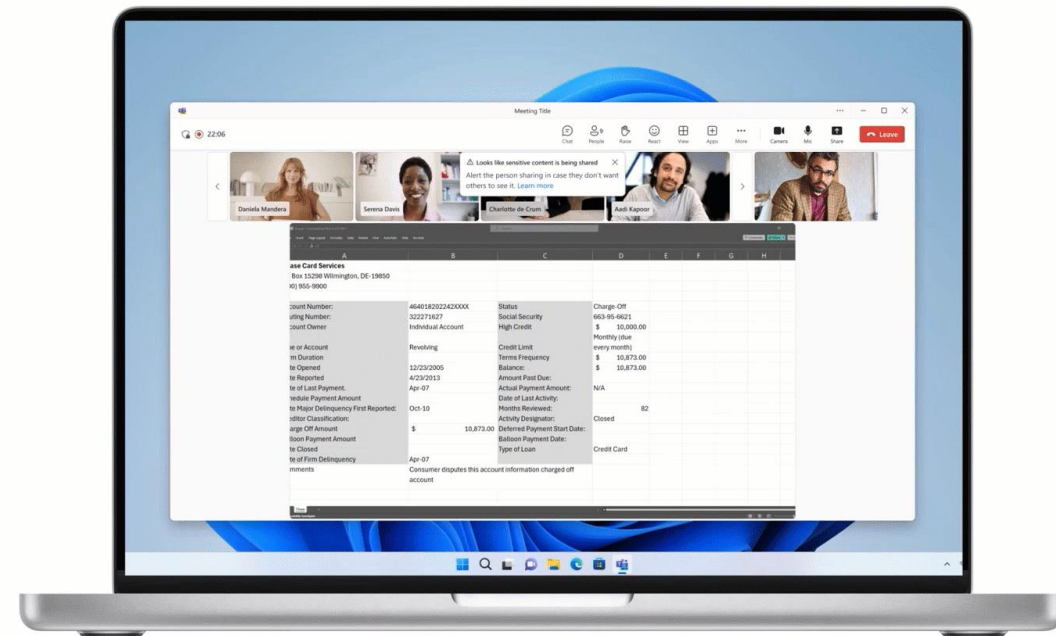 Meeting Title
22:06
Chat
People
9
Raise
React
View
Apps
More
Camera
Mic
Share
Leave
Looks like sensitive content is being shared
Alert the person sharing in case they don't want
others to see it. Learn more
Daniela Mandera
Serena Davis
Charlotte de Crum
Aadi Kapoor
A B C D E F G H
ase Card Services
Box 15298 Wilmington, DE-19850
00) 955-9900
count Number: 464018202242XXXX Status Charge-Off
uting Number: 322271627 Social Security 663-95-6621
count Owner Individual Account High Credit $ 10,000.00
Monthly (due
e or Account Revolving Credit Limit every month)
m Duration Terms Frequency $ 10,873.00
te Opened 12/23/2005 Balance: $ 10,873.00
te Reported 4/23/2013 Amount Past Due:
te of Last Payment. Apr-07 Actual Payment Amount: N/A
hedule Payment Amount Date of Last Activity:
te Major Delinquency First Reported: Oct-10 Months Reviewed: 82
editor Classification: Activity Designator: Closed
arge Off Amount $ 10,873.00 Deferred Payment Start Date:
lloon Payment Amount Balloon Payment Date:
te Closed Type of Loan Credit Card
te of Firm Delinquency Apr-07
mments Consumer disputes this account information charged off
account